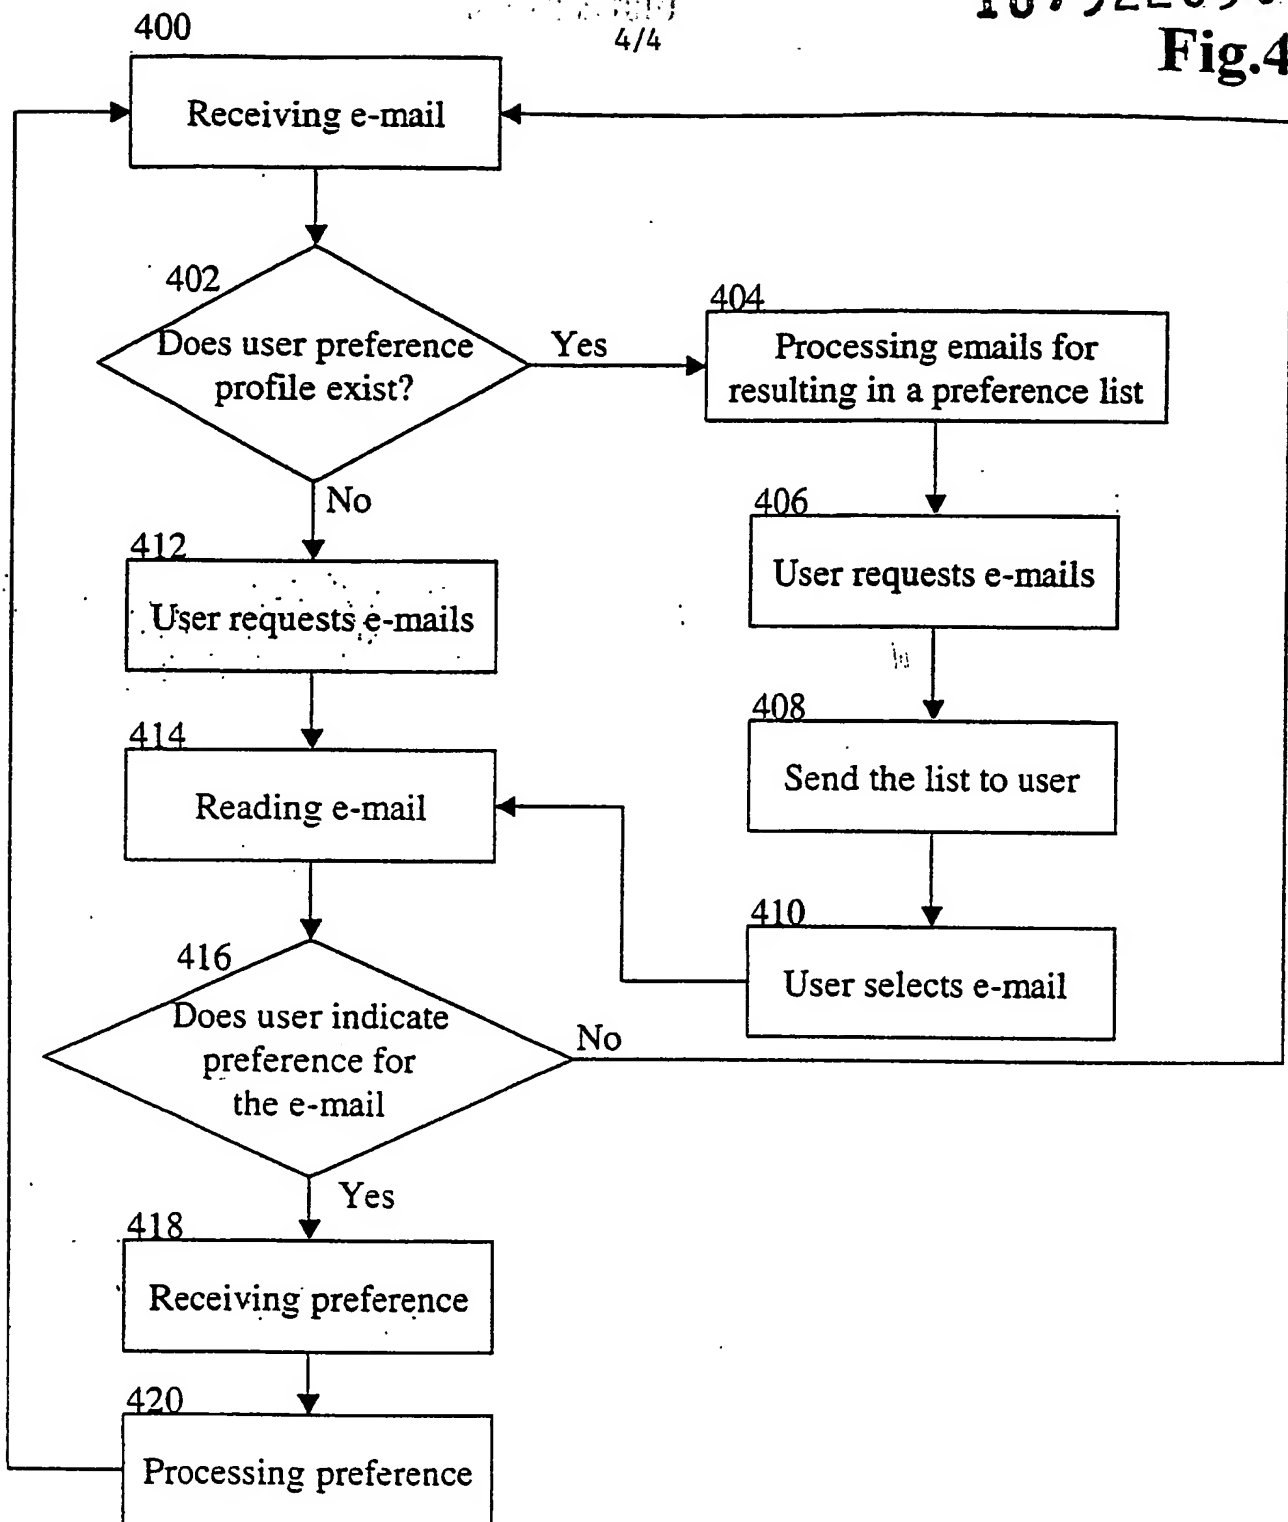 4/4
Fig.4
400
Receiving e-mail
402
Does user preference
profile exist?
Yes
No
404
Processing emails for
resulting in a preference list
406
User requests e-mails
408
Send the list to user
410
User selects e-mail
412
User requests e-mails
414
Reading e-mail
416
Does user indicate
preference for
the e-mail
No
Yes
418
Receiving preference
420
Processing preference